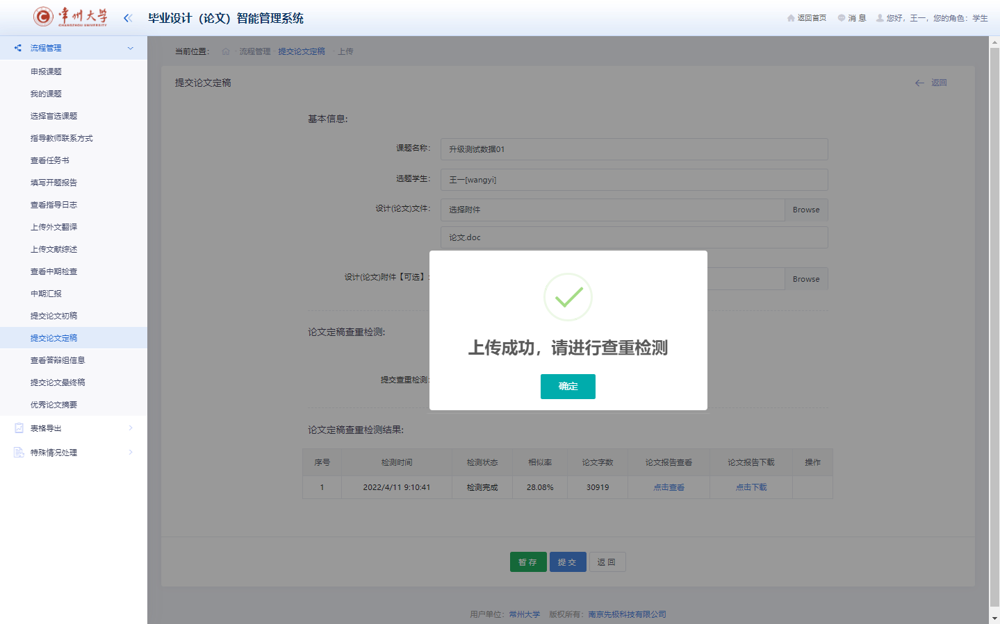 常州大学
CHANGZHOU UNIVERSITY
毕业设计（论文）智能管理系统
返回首页
消 息
您好，王一，您的角色：学生
流程管理
申报课题
我的课题
选择盲选课题
指导教师联系方式
查看任务书
填写开题报告
查看指导日志
上传外文翻译
上传文献综述
查看中期检查
中期汇报
提交论文初稿
提交论文定稿
查看答辩组信息
提交论文最终稿
优秀论文摘要
表格导出
特殊情况处理
当前位置： 流程管理 · 提交论文定稿 · 上传
提交论文定稿
返回
基本信息:
课题名称： 升级测试数据01
选题学生： 王一[wangyi]
设计(论文)文件： 选择附件 Browse
论文.doc
设计(论文)附件【可选】: Browse
论文定稿查重检测:
提交查重检测:
上传成功，请进行查重检测
确定
论文定稿查重检测结果:
序号 检测时间 检测状态 相似率 论文字数 论文报告查看 论文报告下载 操作
1 2022/4/11 9:10:41 检测完成 28.08% 30919 点击查看 点击下载
暂 存 提 交 返 回
用户单位：常州大学 版权所有：南京先极科技有限公司